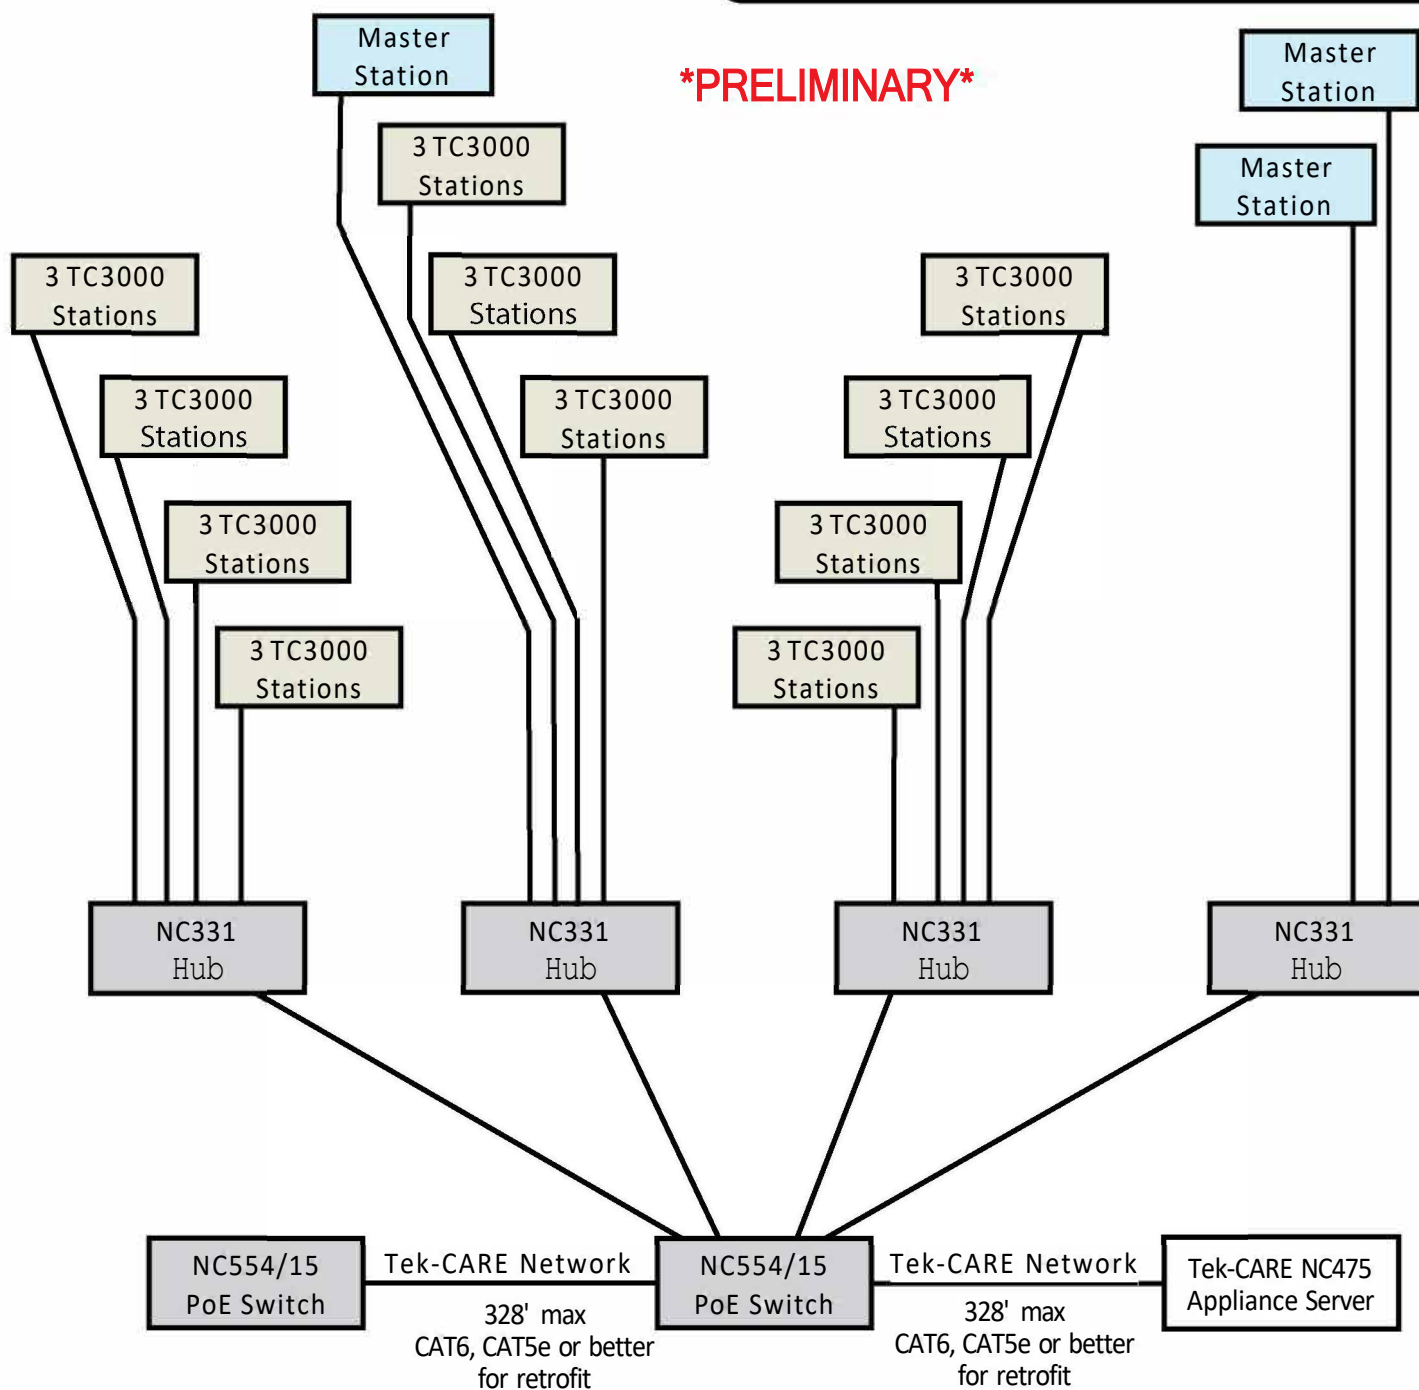 Master
Station
*PRELIMINARY*
Master
Station
3 TC3000
Stations
Master
Station
3 TC3000
Stations
3 TC3000
Stations
3 TC3000
Stations
3 TC3000
Stations
3 TC3000
Stations
3 TC3000
Stations
3 TC3000
Stations
3 TC3000
Stations
3 TC3000
Stations
3 TC3000
Stations
3 TC3000
Stations
NC331
Hub
NC331
Hub
NC331
Hub
NC331
Hub
NC554/15
PoE Switch
Tek-CARE Network
328' max
CAT6, CAT5e or better
for retrofit
NC554/15
PoE Switch
Tek-CARE Network
328' max
CAT6, CAT5e or better
for retrofit
Tek-CARE NC475
Appliance Server